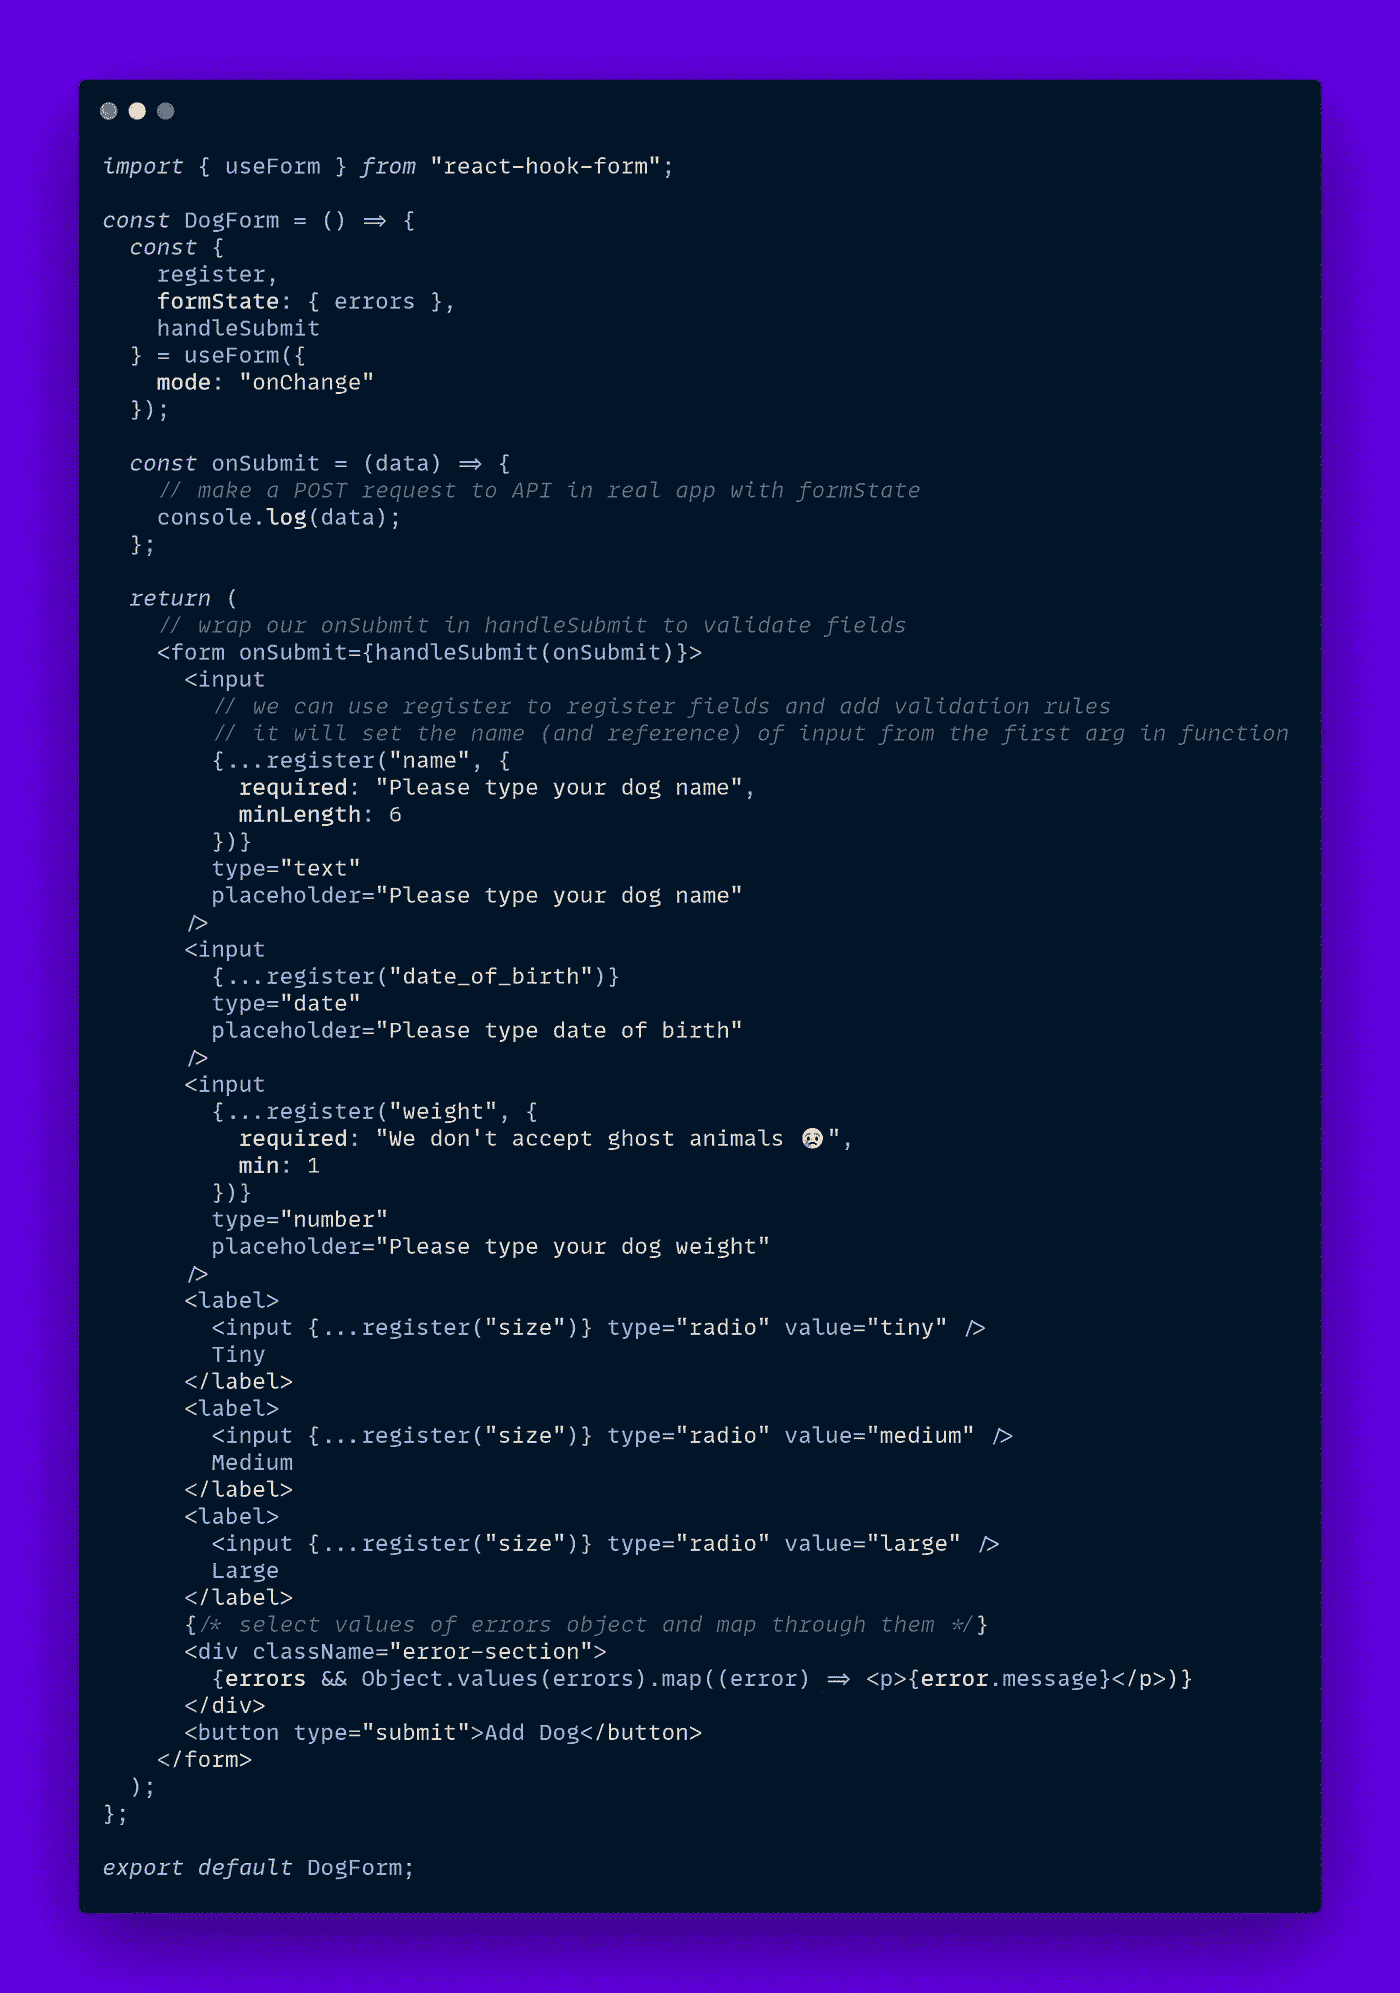 import { useForm } from "react-hook-form";
const DogForm = () => {
const {
register,
formState: { errors },
handleSubmit
} = useForm({
mode: "onChange"
});
const onSubmit = (data) => {
// make a POST request to API in real app with formState
console.log(data);
};
return (
// wrap our onSubmit in handleSubmit to validate fields
<form onSubmit={handleSubmit(onSubmit)}>
<input
// we can use register to register fields and add validation rules
// it will set the name (and reference) of input from the first arg in function
{...register("name", {
required: "Please type your dog name",
minLength: 6
})}
type="text"
placeholder="Please type your dog name"
/>
<input
{...register("date_of_birth")}
type="date"
placeholder="Please type date of birth"
/>
<input
{...register("weight", {
required: "We don't accept ghost animals 😢",
min: 1
})}
type="number"
placeholder="Please type your dog weight"
/>
<label>
<input {...register("size")} type="radio" value="tiny" />
Tiny
</label>
<label>
<input {...register("size")} type="radio" value="medium" />
Medium
</label>
<label>
<input {...register("size")} type="radio" value="large" />
Large
</label>
{/* select values of errors object and map through them */}
<div className="error-section">
{errors && Object.values(errors).map((error) => <p>{error.message}</p>)}
</div>
<button type="submit">Add Dog</button>
</form>
);
};
export default DogForm;